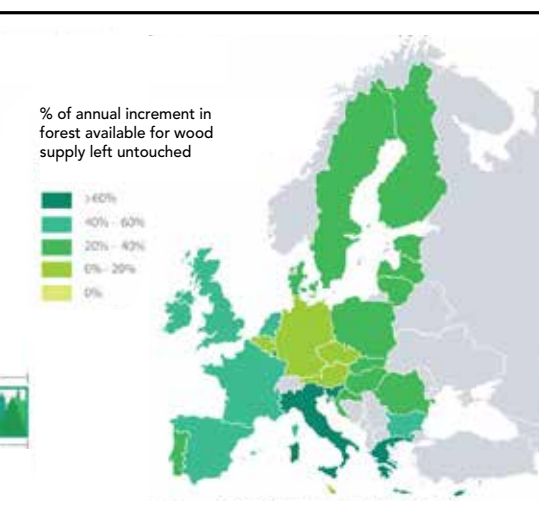 % of annual increment in
forest available for wood
supply left untouched
>60%
40% - 60%
20% - 40%
0% - 20%
0%